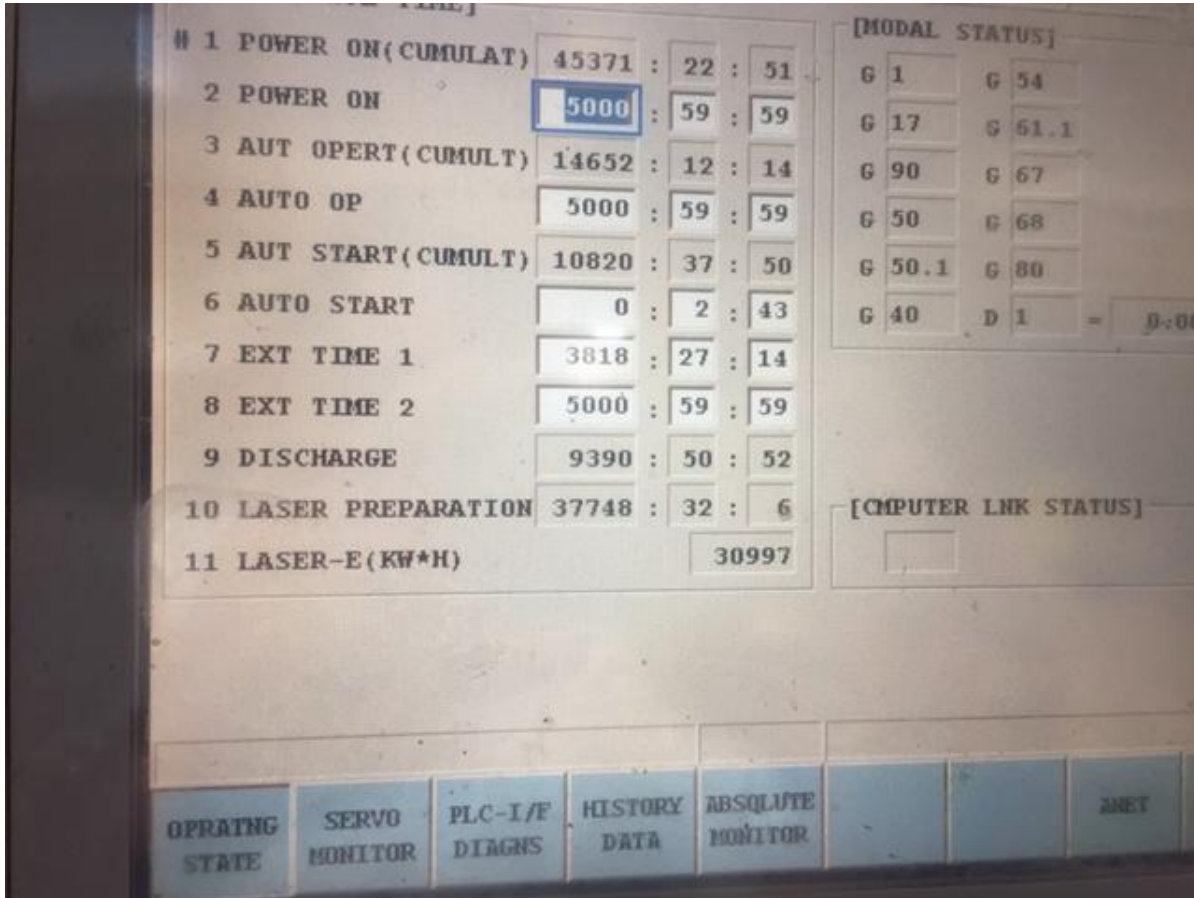 TIME]
# 1 POWER ON(CUMULAT) 45371 : 22 : 51
2 POWER ON 5000 : 59 : 59
3 AUT OPERT(CUMULT) 14652 : 12 : 14
4 AUTO OP 5000 : 59 : 59
5 AUT START(CUMULT) 10820 : 37 : 50
6 AUTO START 0 : 2 : 43
7 EXT TIME 1 3818 : 27 : 14
8 EXT TIME 2 5000 : 59 : 59
9 DISCHARGE 9390 : 50 : 52
10 LASER PREPARATION 37748 : 32 : 6
11 LASER-E(KW*H) 30997
[MODAL STATUS]
G 1 G 54
G 17 G 61.1
G 90 G 67
G 50 G 68
G 50.1 G 80
G 40 D 1 =
[CMPUTER LNK STATUS]
OPRATNG STATE
SERVO MONITOR
PLC-I/F DIAGNS
HISTORY DATA
ABSQLUTE MONITOR
ANET